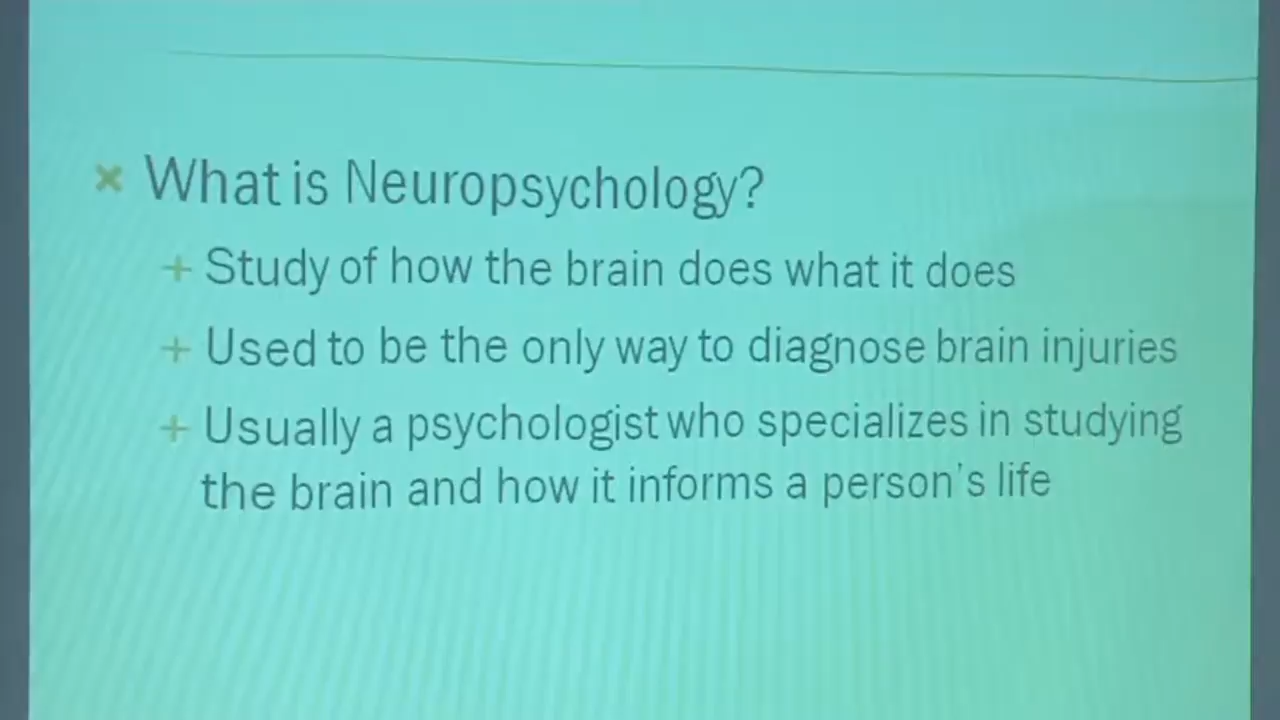 What is Neuropsychology?
Study of how the brain does what it does
Used to be the only way to diagnose brain injuries
Usually a psychologist who specializes in studying
the brain and how it informs a person's life